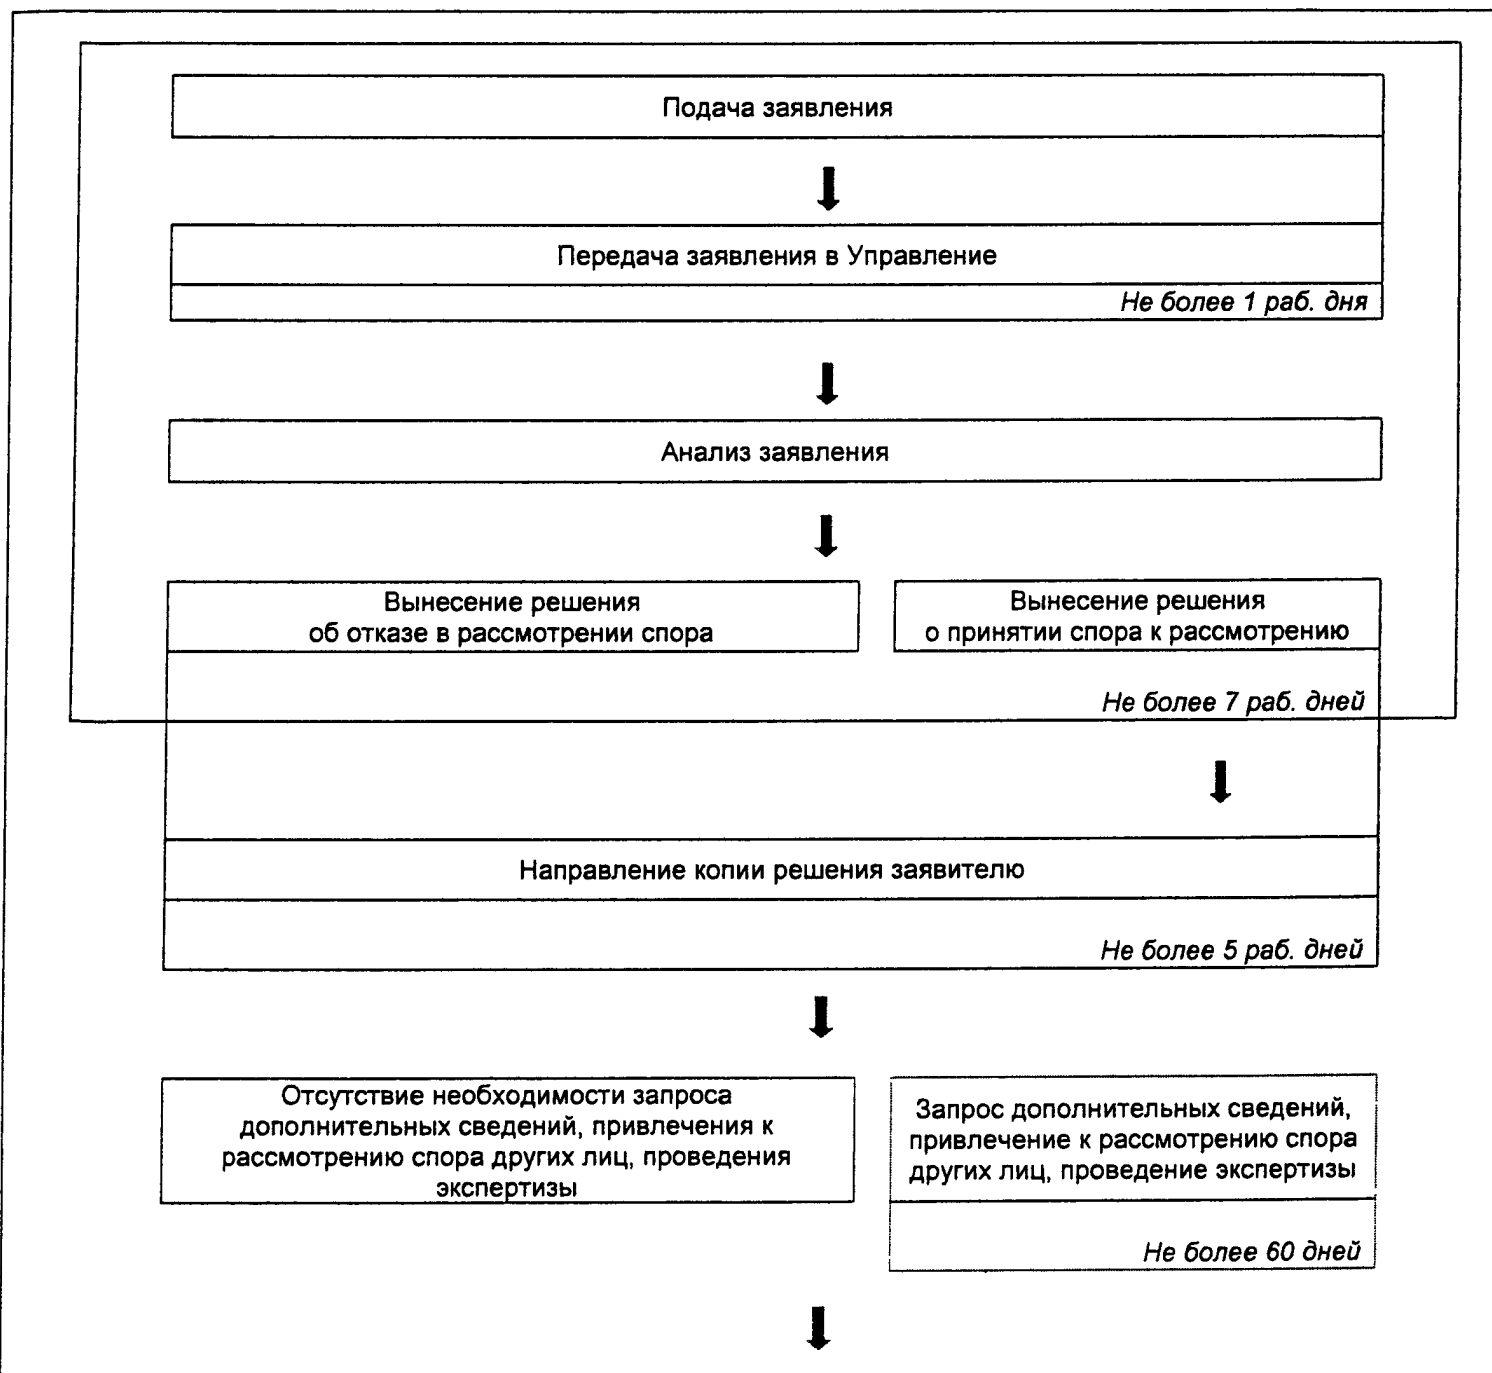 Подача заявления
Передача заявления в Управление
Не более 1 раб. дня
Анализ заявления
Вынесение решения
об отказе в рассмотрении спора
Вынесение решения
о принятии спора к рассмотрению
Не более 7 раб. дней
Направление копии решения заявителю
Не более 5 раб. дней
Отсутствие необходимости запроса
дополнительных сведений, привлечения к
рассмотрению спора других лиц, проведения
экспертизы
Запрос дополнительных сведений,
привлечение к рассмотрению спора
других лиц, проведение экспертизы
Не более 60 дней